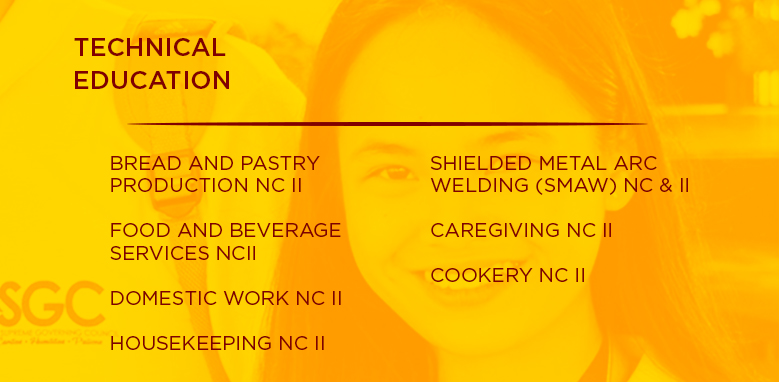 TECHNICAL
EDUCATION
BREAD AND PASTRY
PRODUCTION NC II
FOOD AND BEVERAGE
SERVICES NCII
DOMESTIC WORK NC II
HOUSEKEEPING NC II
SHIELDED METAL ARC
WELDING (SMAW) NC & II
CAREGIVING NC II
COOKERY NC II
SGC